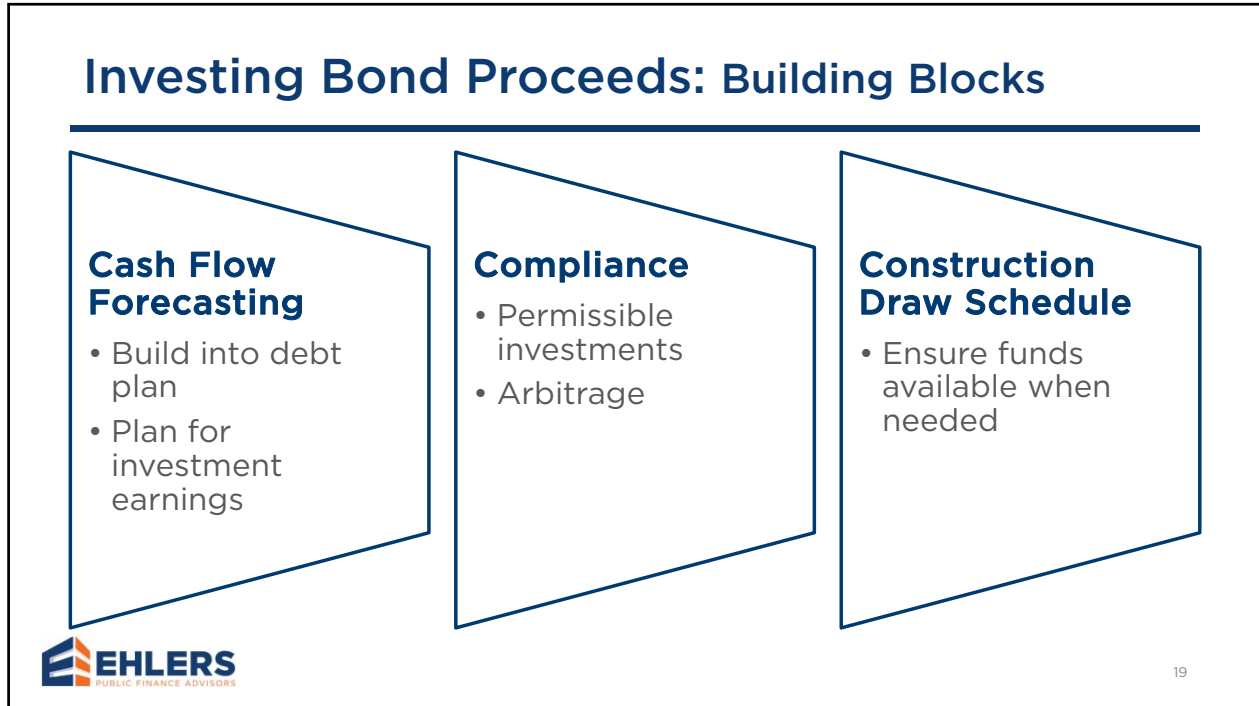 Investing Bond Proceeds: Building Blocks
Cash Flow
Forecasting
• Build into debt
plan
• Plan for
investment
earnings
Compliance
• Permissible
investments
• Arbitrage
Construction
Draw Schedule
• Ensure funds
available when
needed
EHLERS
PUBLIC FINANCE ADVISORS
19